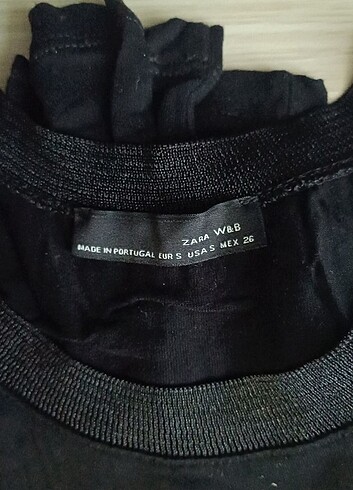 ZARA W&B
MADE IN PORTUGAL EUR S USA S MEX 26